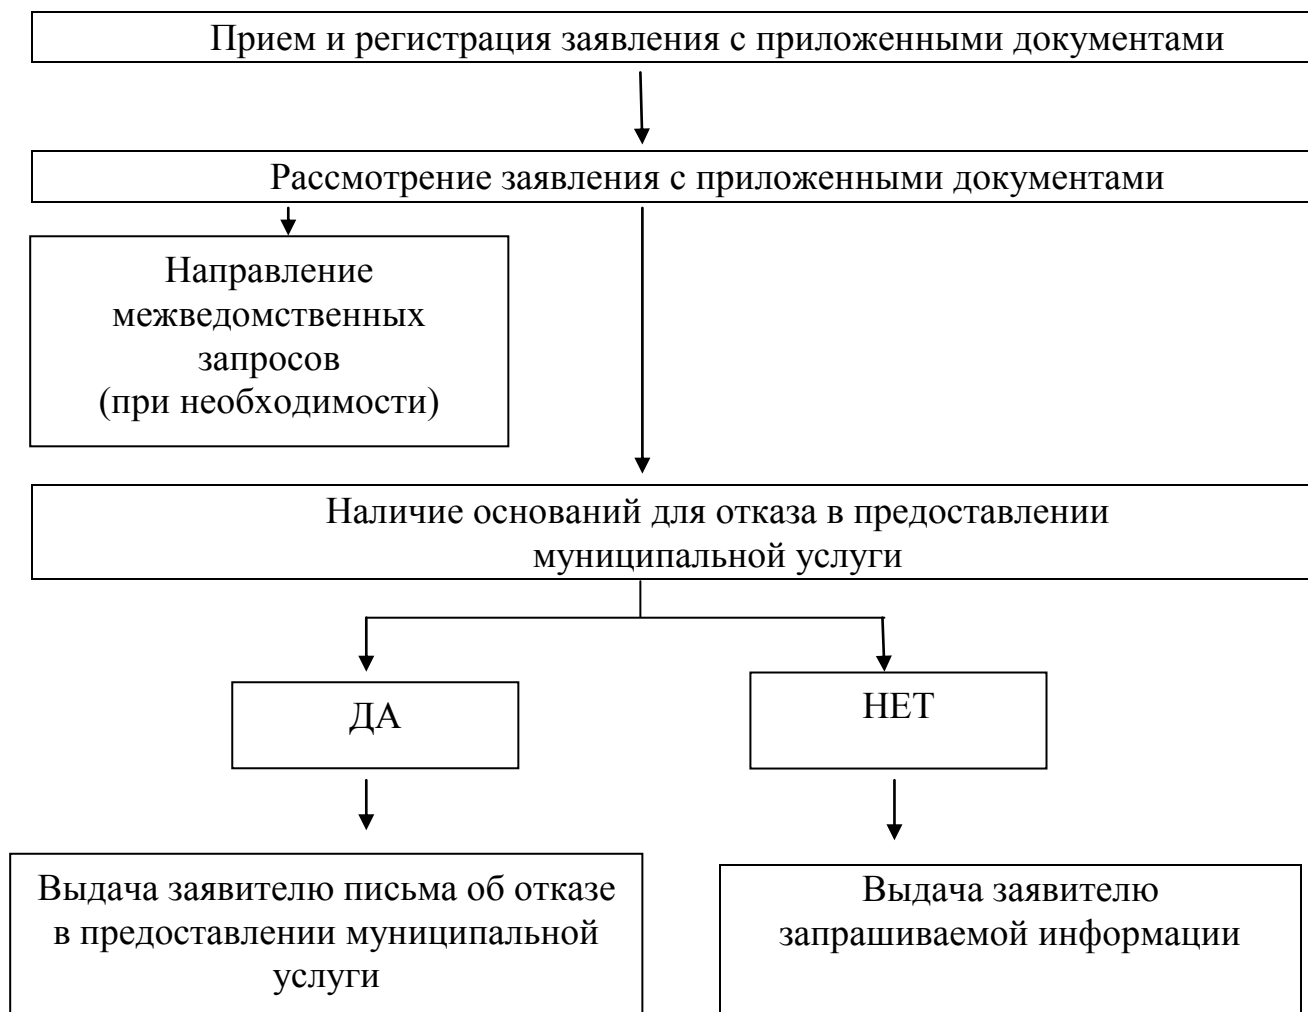 Прием и регистрация заявления с приложенными документами
Рассмотрение заявления с приложенными документами
Направление
межведомственных
запросов
(при необходимости)
Наличие оснований для отказа в предоставлении
муниципальной услуги
ДА
НЕТ
Выдача заявителю письма об отказе
в предоставлении муниципальной
услуги
Выдача заявителю
запрашиваемой информации